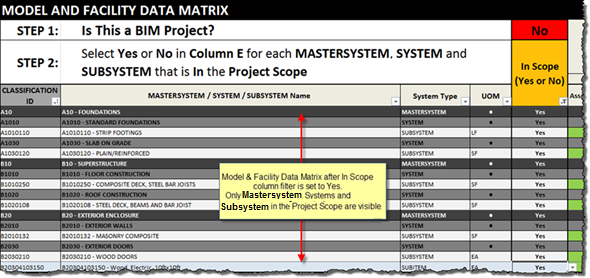 MODEL AND FACILITY DATA MATRIX
STEP 1: Is This a BIM Project? No
STEP 2: Select Yes or No in Column E for each MASTERSYSTEM, SYSTEM and
SUBSYSTEM that is In the Project Scope
In Scope
(Yes or No)
CLASSIFICATION
ID
MASTERSYSTEM / SYSTEM / SUBSYSTEM Name
System Type
UOM
Asse
A10 A10 - FOUNDATIONS MASTERSYSTEM • Yes
A1010 A1010 - STANDARD FOUNDATIONS SYSTEM • Yes
A1010110 A1010110 - STRIP FOOTINGS SUBSYSTEM LF Yes
A1030 A1030 - SLAB ON GRADE SYSTEM • Yes
A1030120 A1030120 - PLAIN/REINFORCED SUBSYSTEM SF Yes
B10 B10 - SUPERSTRUCTURE MASTERSYSTEM • Yes
B1010 B1010 - FLOOR CONSTRUCTION SYSTEM • Yes
B1010250 B1010250 - COMPOSITE DECK, STEEL BAR JOISTS SUBSYSTEM SF Yes
B1020 B1020 - ROOF CONSTRUCTION SYSTEM • Yes
B1020108 B1020108 - STEEL DECK, BEAMS AND BAR JOIST SUBSYSTEM SF Yes
B20 B20 - EXTERIOR ENCLOSURE MASTERSYSTEM • Yes
B2010 B2010 - EXTERIOR WALLS SYSTEM • Yes
B2010132 B2010132 - MASONRY COMPOSITE SUBSYSTEM SF Yes
B2030 B2030 - EXTERIOR DOORS SYSTEM • Yes
B2030210 B2030210 - WOOD DOORS SUBSYSTEM EA Yes
B20304103150 B20304103150 - Wood, Electric, 10ftx10ft SUBITEM EA Yes
Model & Facility Data Matrix after In Scope
column filter is set to Yes.
Only Mastersystem, Systems and
Subsystem in the Project Scope are visible